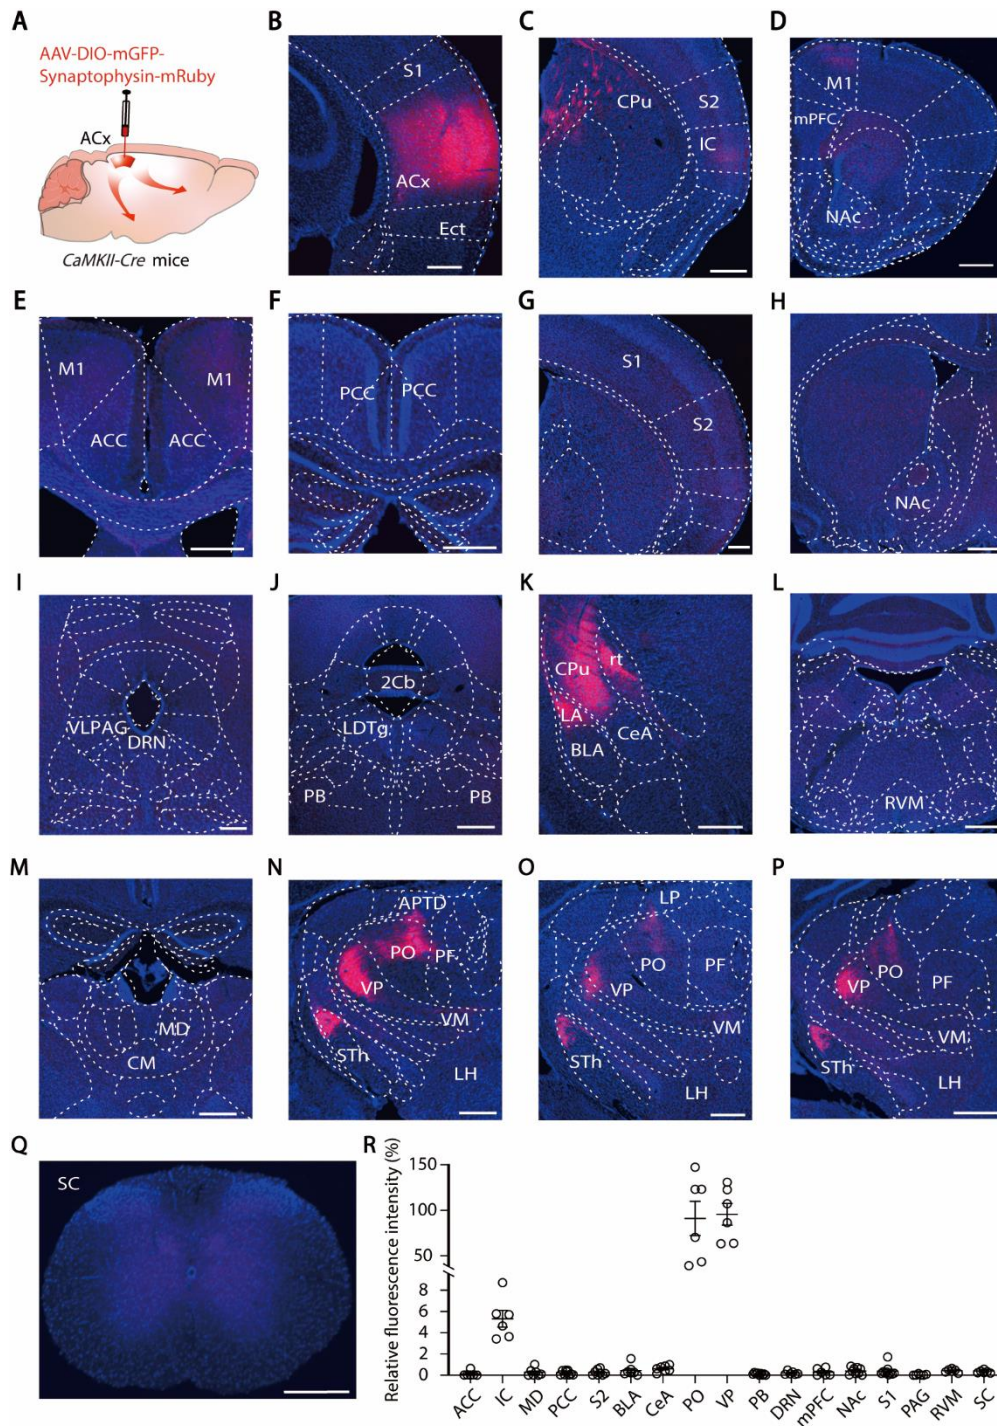 A
AAV-DIO-mGFP-
Synaptophysin-mRuby
ACx
CaMKII-Cre mice
B
S1
ACx
Ect
C
CPu
S2
IC
D
M1
mPFC
NAc
E
M1
M1
ACC
ACC
F
PCC
PCC
G
S1
S2
H
NAc
I
VLPAG
DRN
J
2Cb
LDTg
PB
PB
K
CPu
rt
LA
CeA
BLA
L
RVM
M
MD
CM
N
APTD
PO
PF
VP
VM
STh
LH
O
LP
PO
PF
VP
VM
STh
LH
P
PO
VP
PF
VM
STh
LH
Q
SC
R
Relative fluorescence intensity (%)
150
100
50
8
6
4
2
0
ACC IC MD PCC S2 BLA CeA PO VP PB DRN mPFC NAc S1 PAG RVM SC